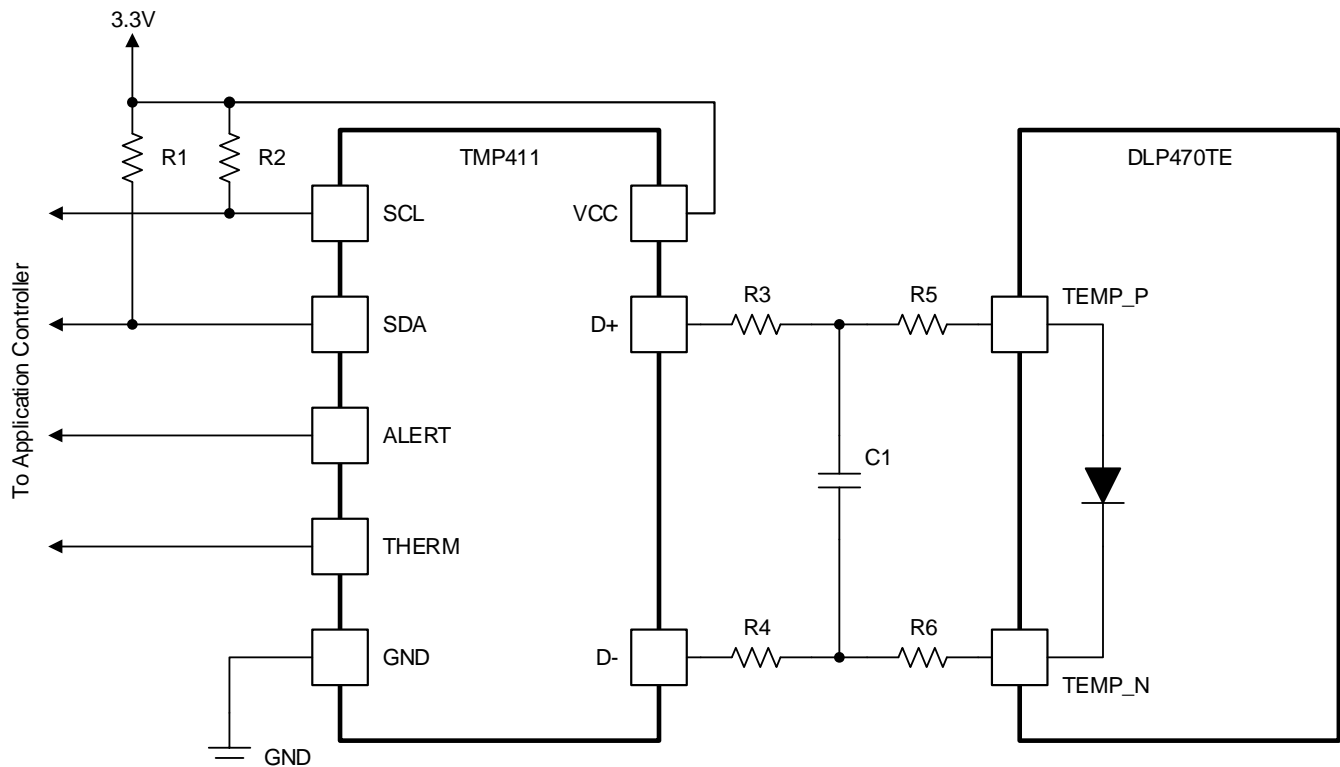 3.3V
R1
R2
TMP411
DLP470TE
SCL
VCC
To Application Controller
R3
R5
TEMP_P
SDA
D+
ALERT
C1
THERM
R4
R6
GND
D-
TEMP_N
GND